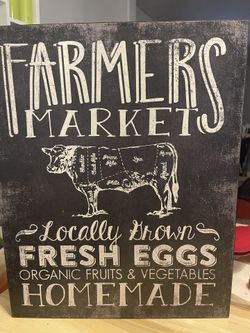 FARMERS
MARKET
Locally Grown
FRESH EGGS
ORGANIC FRUITS & VEGETABLES
HOMEMADE